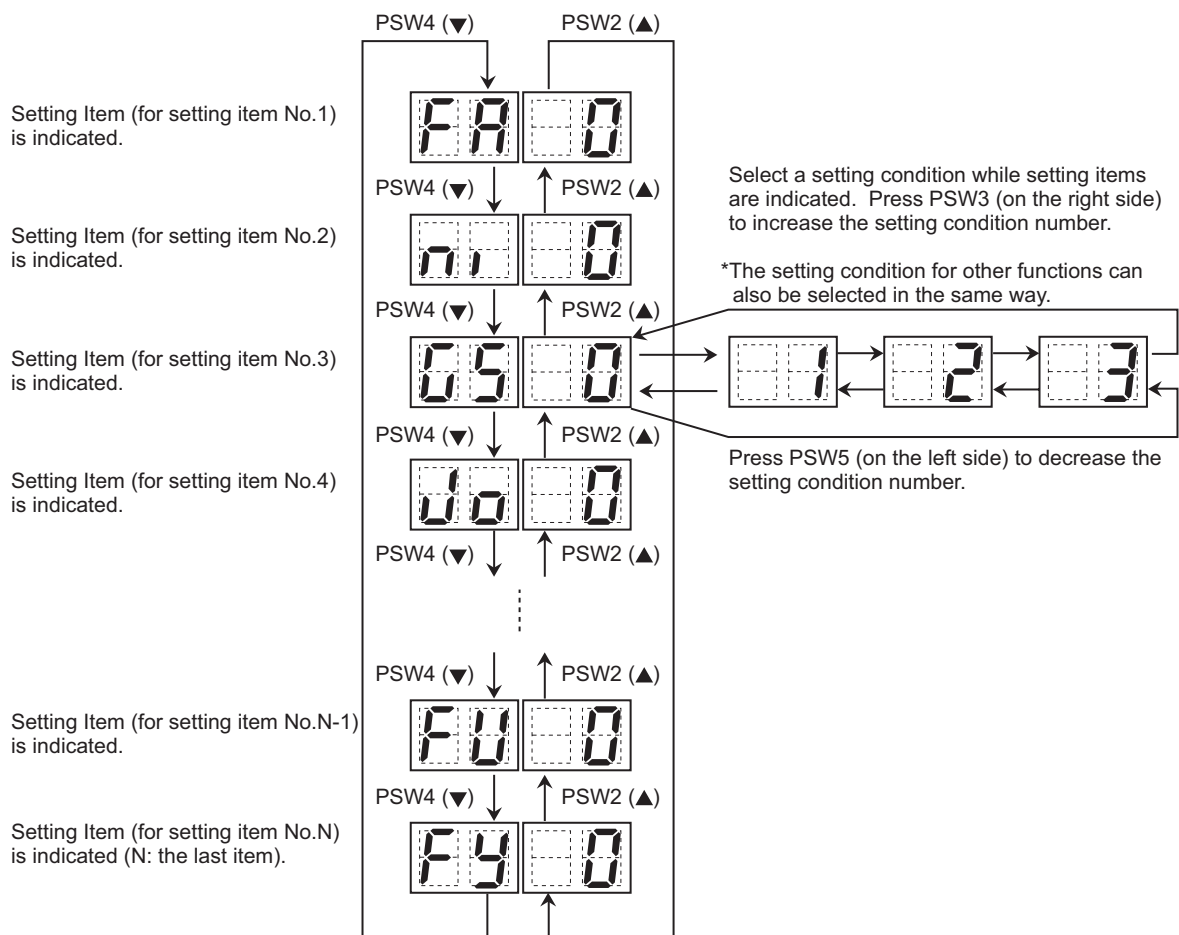 PSW4 (▼) PSW2 (▲)
Setting Item (for setting item No.1)
is indicated.
FA 0
PSW4 (▼) PSW2 (▲)
Setting Item (for setting item No.2)
is indicated.
ni 0
PSW4 (▼) PSW2 (▲)
Select a setting condition while setting items
are indicated. Press PSW3 (on the right side)
to increase the setting condition number.
*The setting condition for other functions can
also be selected in the same way.
Setting Item (for setting item No.3)
is indicated.
GS 0 1 2 3
PSW4 (▼) PSW2 (▲)
Press PSW5 (on the left side) to decrease the
setting condition number.
Setting Item (for setting item No.4)
is indicated.
Jo 0
PSW4 (▼) PSW2 (▲)
PSW4 (▼) PSW2 (▲)
Setting Item (for setting item No.N-1)
is indicated.
FU 0
PSW4 (▼) PSW2 (▲)
Setting Item (for setting item No.N)
is indicated (N: the last item).
Fy 0